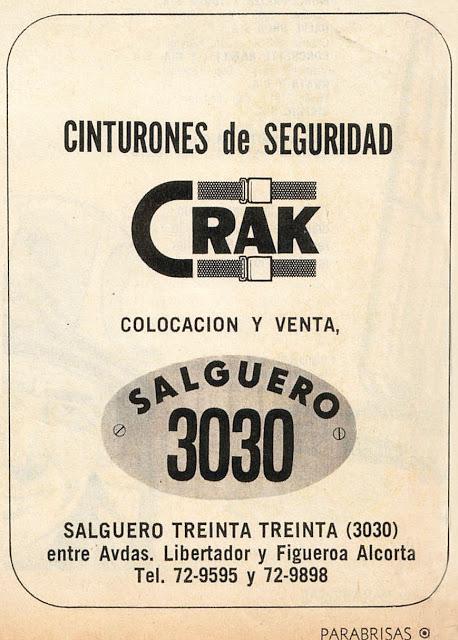 CINTURONES de SEGURIDAD
CRAK
COLOCACION Y VENTA,
SALGUERO
3030
SALGUERO TREINTA TREINTA (3030)
entre Avdas. Libertador y Figueroa Alcorta
Tel. 72-9595 y 72-9898
PARABRISAS